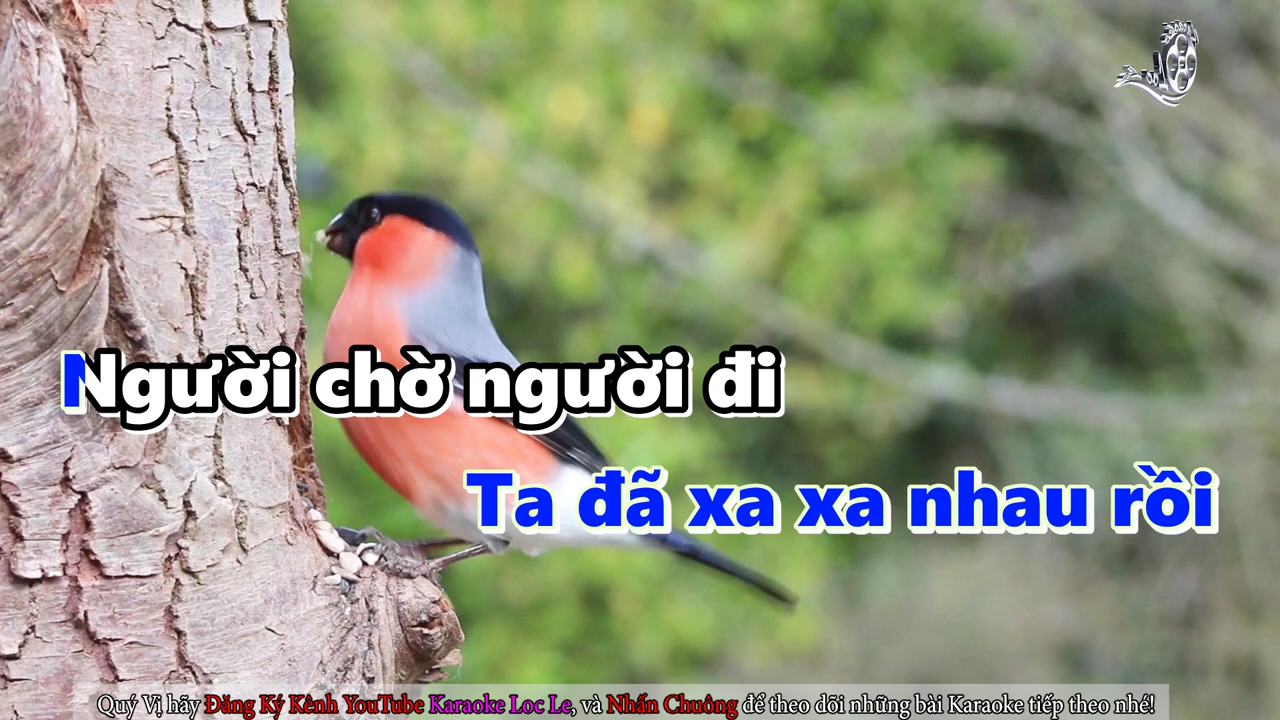 Người chờ người đi
Ta đã xa xa nhau rồi
Quý Vị hãy Đăng Ký Kênh YouTube Karaoke Loc Le, và Nhấn Chuông để theo dõi những bài Karaoke tiếp theo nhé!